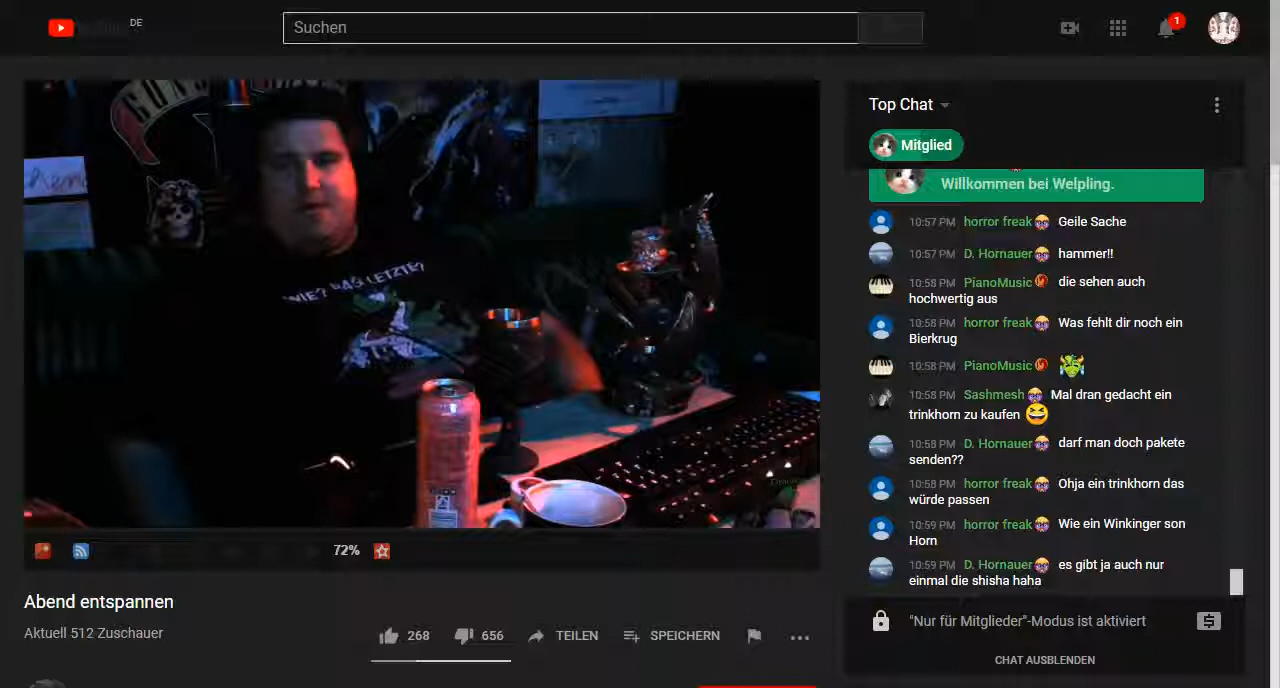 DE
Suchen
1
GUNS
WIE? WAS LETZTE?
72%
Abend entspannen
Aktuell 512 Zuschauer
268
656
TEILEN
SPEICHERN
Top Chat
Mitglied
Willkommen bei Welpling.
10:57 PM horror freak Geile Sache
10:57 PM D. Hornauer hammer!!
10:58 PM PianoMusic die sehen auch
hochwertig aus
10:58 PM horror freak Was fehlt dir noch ein
Bierkrug
10:58 PM PianoMusic
10:58 PM Sashmesh Mal dran gedacht ein
trinkhorn zu kaufen
10:58 PM D. Hornauer darf man doch pakete
senden??
10:58 PM horror freak Ohja ein trinkhorn das
würde passen
10:59 PM horror freak Wie ein Winkinger son
Horn
10:59 PM D. Hornauer es gibt ja auch nur
einmal die shisha haha
"Nur für Mitglieder"-Modus ist aktiviert
CHAT AUSBLENDEN